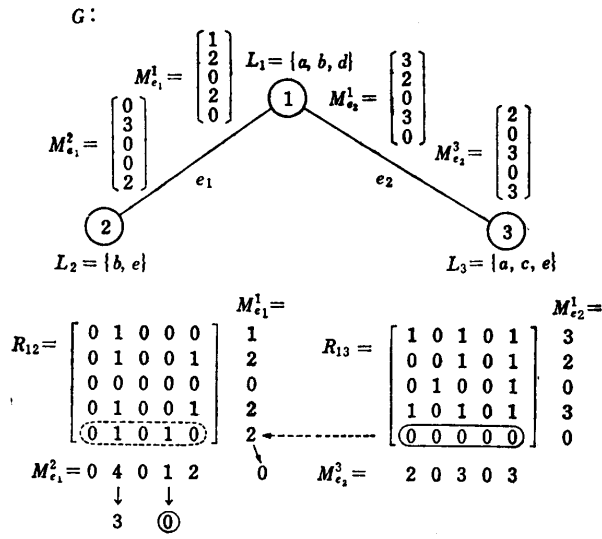 G:
L₁ = {a, b, d}
M¹ₑ₁ = [1 2 0 2 0]
M¹ₑ₂ = [3 2 0 3 0]
M²ₑ₁ = [0 3 0 0 2]
M³ₑ₂ = [2 0 3 0 3]
1
e₁
e₂
2
3
L₂ = {b, e}
L₃ = {a, c, e}
M¹ₑ₁ =
M¹ₑ₂ =
R₁₂ =
0 1 0 0 0 1
0 1 0 0 1 2
0 0 0 0 0 0
0 1 0 0 1 2
0 1 0 1 0 2
M²ₑ₁ = 0 4 0 1 2 0
↓ ↓
3 0
R₁₃ =
1 0 1 0 1 3
0 0 1 0 1 2
0 1 0 0 1 0
1 0 1 0 1 3
0 0 0 0 0 0
M³ₑ₂ = 2 0 3 0 3